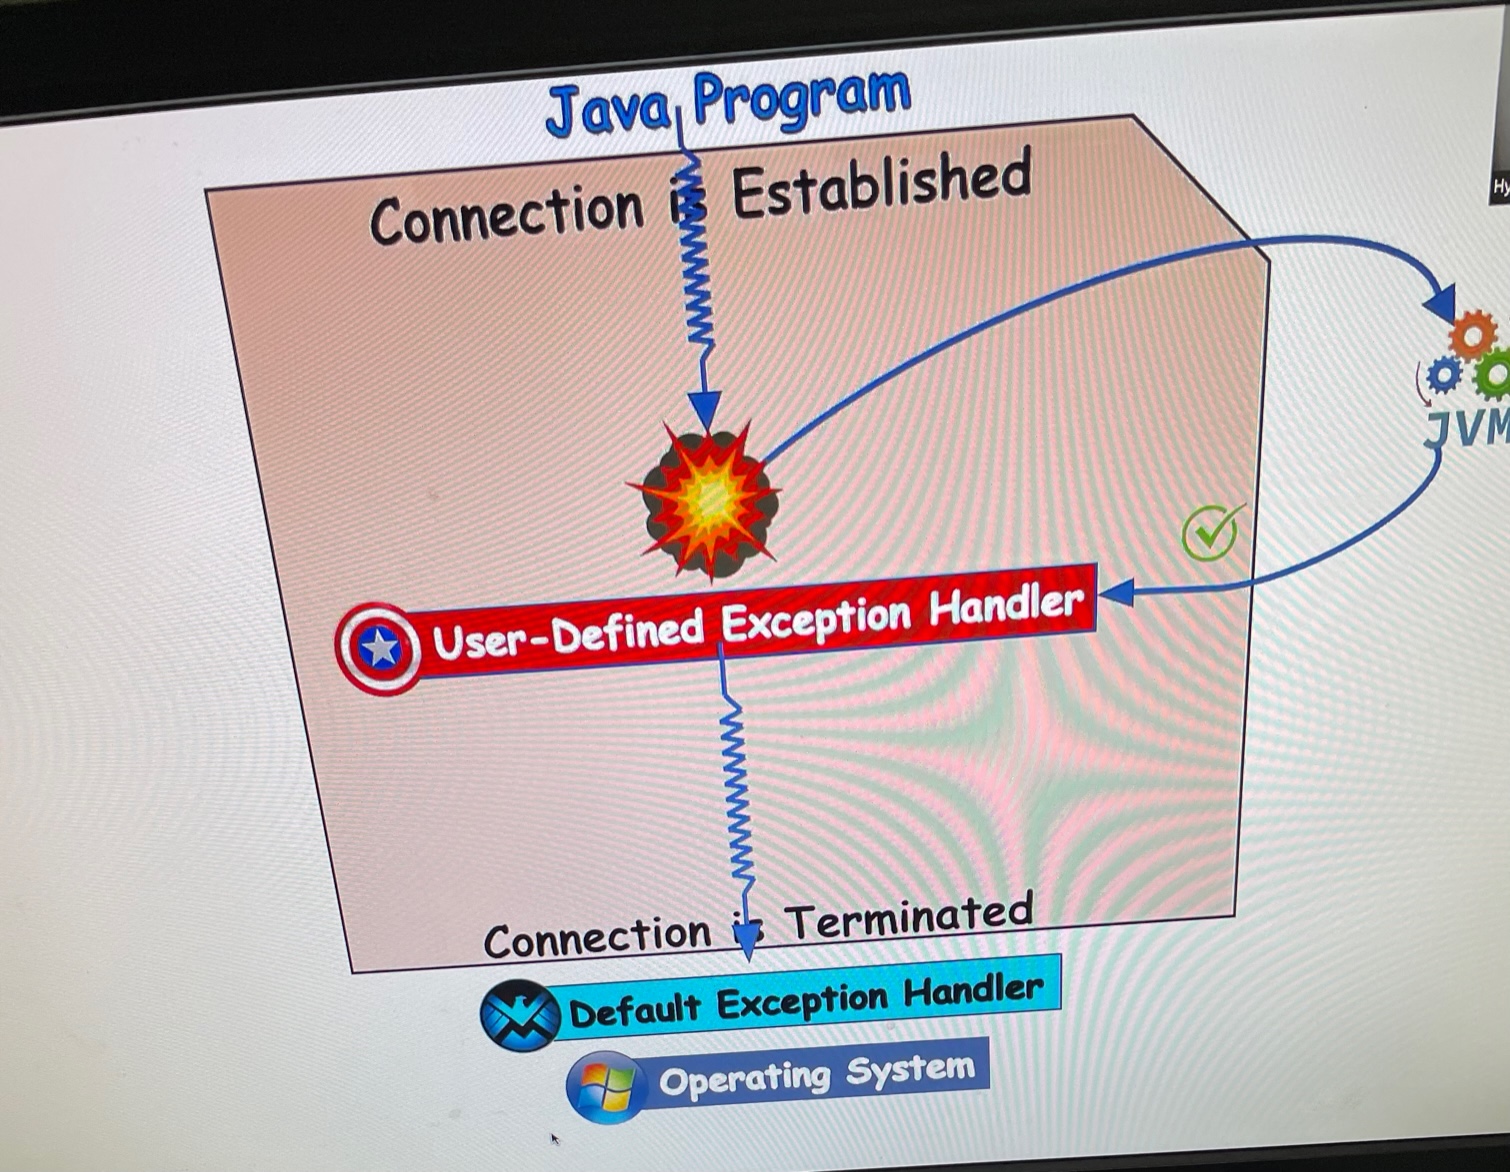 Java Program
Connection is Established
Hy
JVM
User-Defined Exception Handler
Connection is Terminated
Default Exception Handler
Operating System